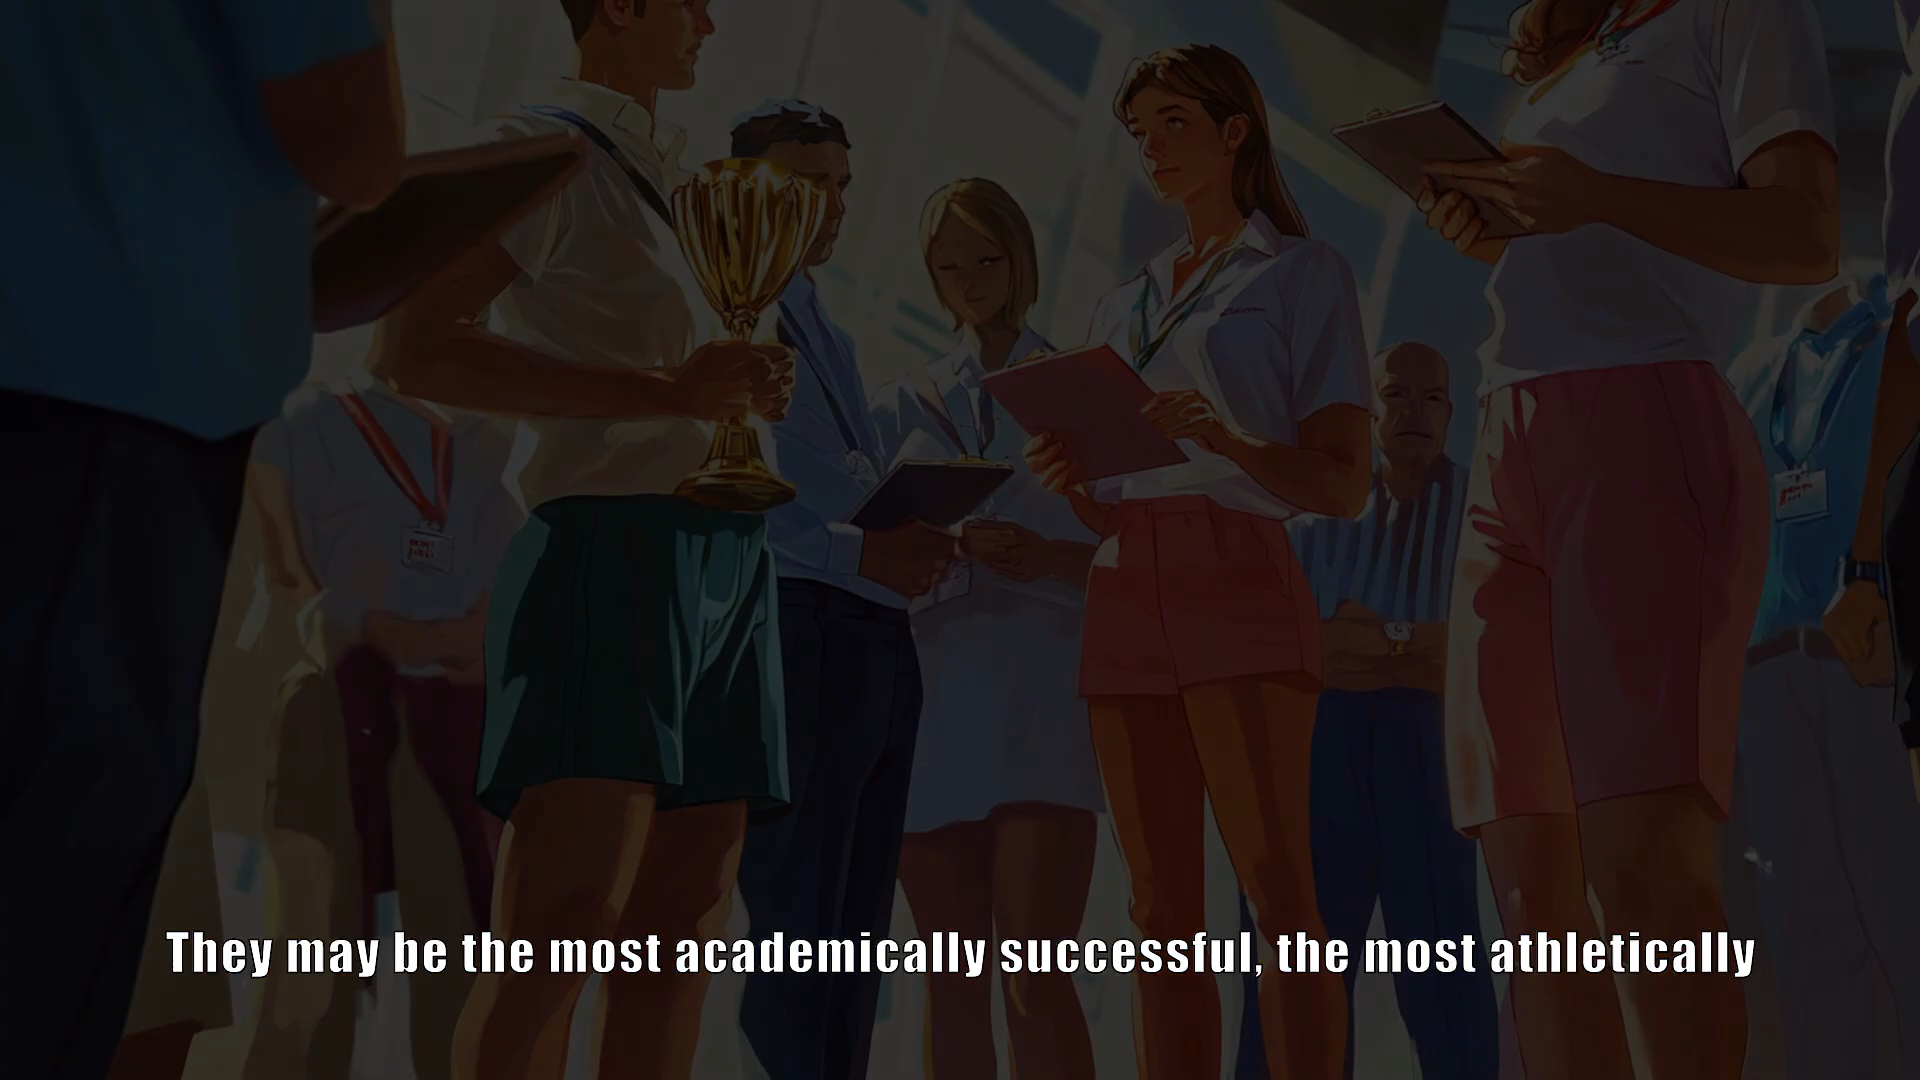 They may be the most academically successful, the most athletically